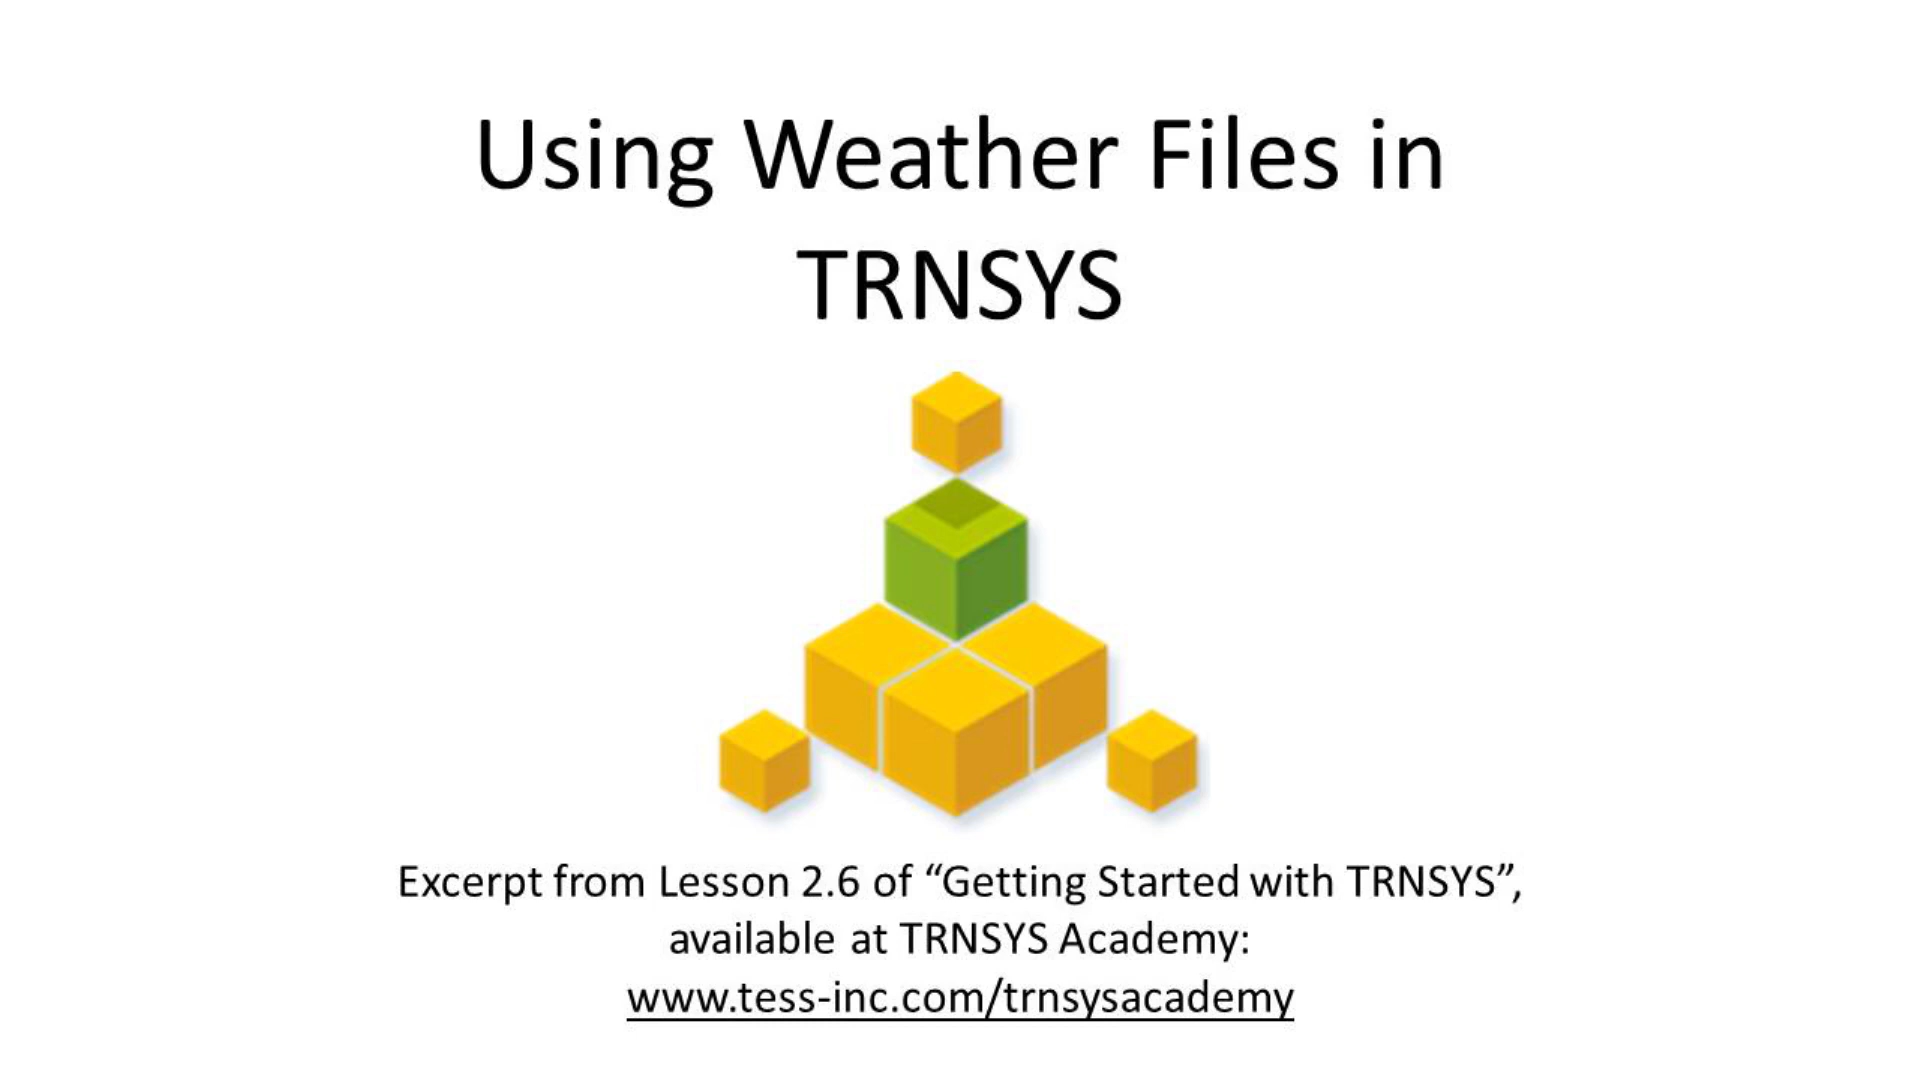 Using Weather Files in
TRNSYS
Excerpt from Lesson 2.6 of “Getting Started with TRNSYS”,
available at TRNSYS Academy:
www.tess-inc.com/trnsysacademy